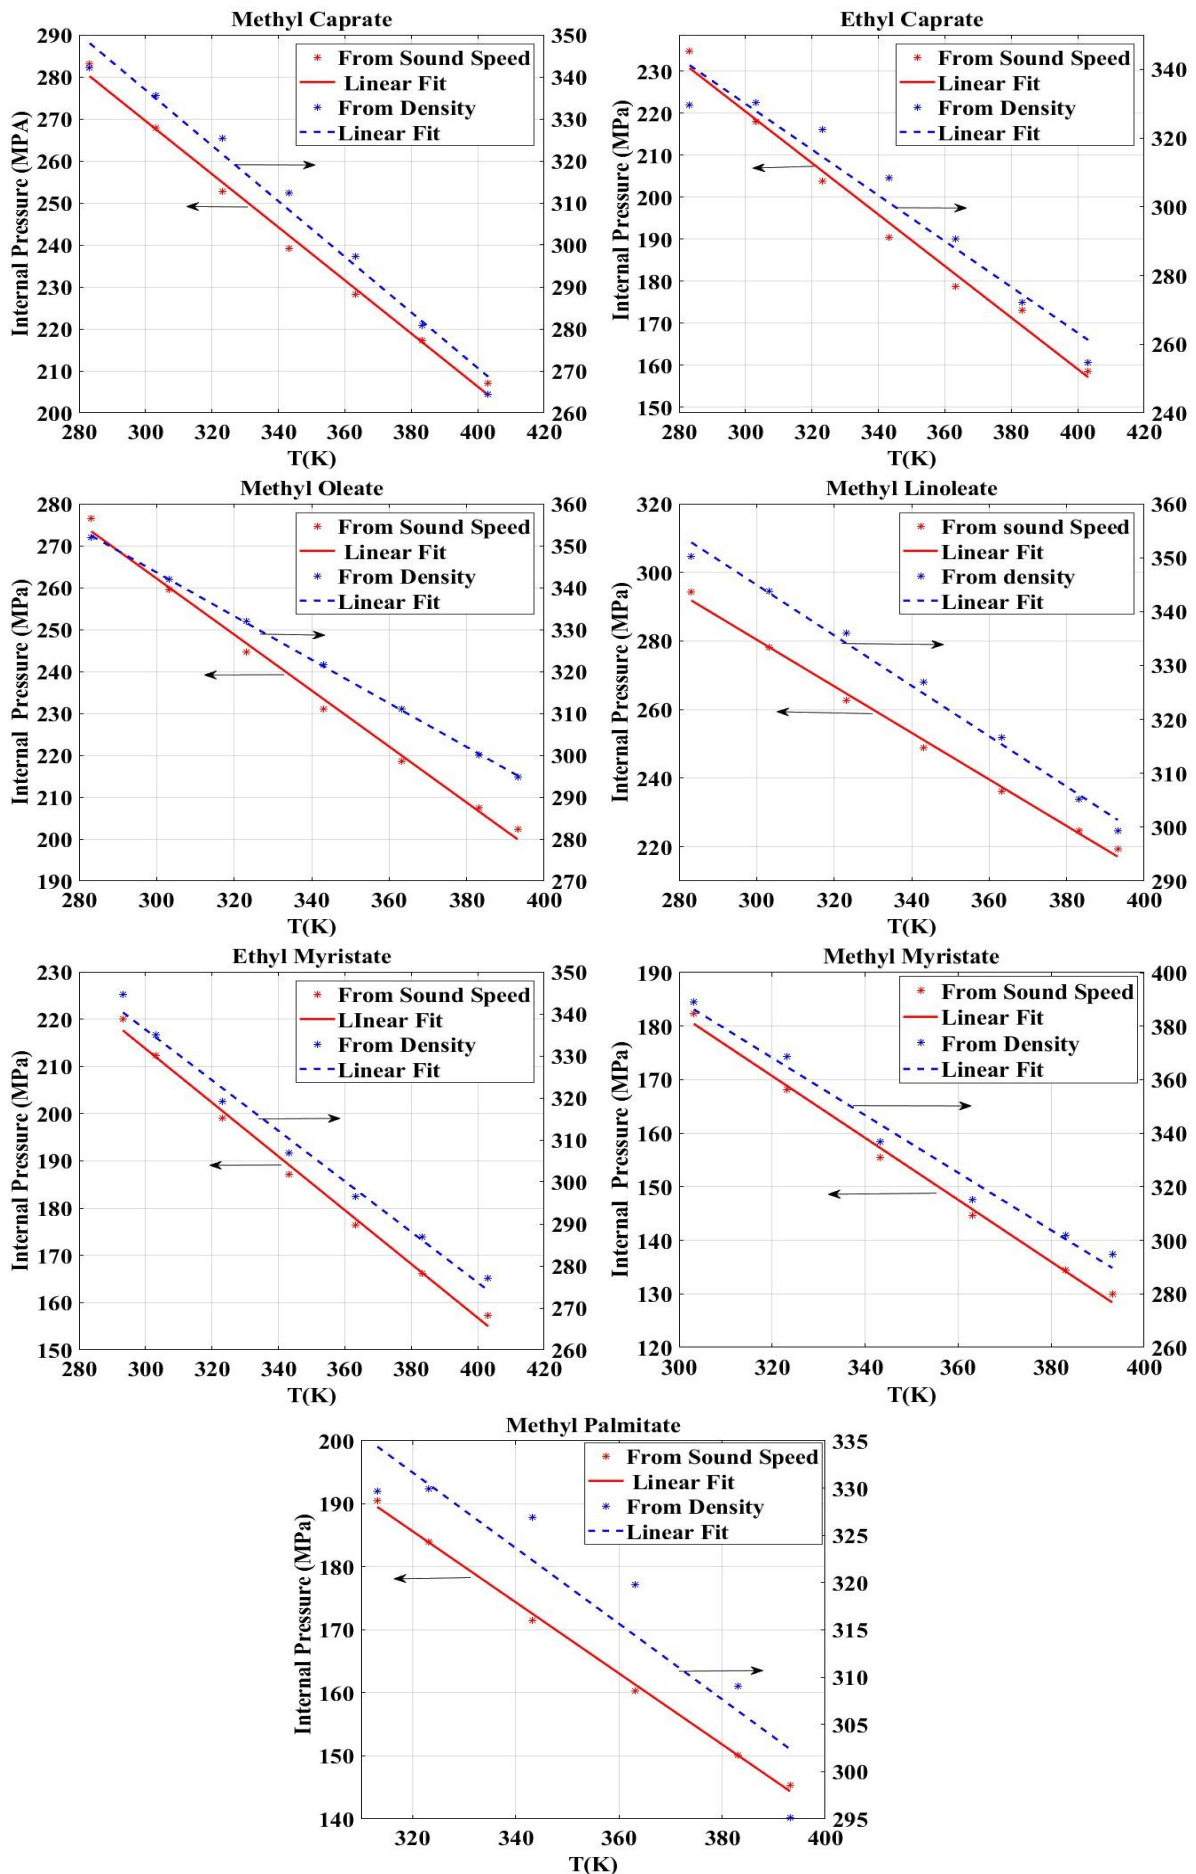 Methyl Caprate
Internal Pressure (MPA)
290
280
270
260
250
240
230
220
210
200
350
340
330
320
310
300
290
280
270
260
From Sound Speed
Linear Fit
From Density
Linear Fit
280 300 320 340 360 380 400 420
T(K)
Ethyl Caprate
Internal Pressure (MPa)
230
220
210
200
190
180
170
160
150
340
320
300
280
260
240
From Sound Speed
Linear Fit
From Density
Linear Fit
280 300 320 340 360 380 400 420
T(K)
Methyl Oleate
Internal Pressure (MPa)
280
270
260
250
240
230
220
210
200
190
360
350
340
330
320
310
300
290
280
270
From Sound Speed
Linear Fit
From Density
Linear Fit
280 300 320 340 360 380 400
T(K)
Methyl Linoleate
Internal Pressure (MPa)
320
300
280
260
240
220
360
350
340
330
320
310
300
290
From sound Speed
Linear Fit
From density
Linear Fit
280 300 320 340 360 380 400
T(K)
Ethyl Myristate
Internal Pressure (MPa)
230
220
210
200
190
180
170
160
150
350
340
330
320
310
300
290
280
270
260
From Sound Speed
LInear Fit
From Density
Linear Fit
280 300 320 340 360 380 400 420
T(K)
Methyl Myristate
Internal Pressure (MPa)
190
180
170
160
150
140
130
120
400
380
360
340
320
300
280
260
From Sound Speed
Linear Fit
From Density
Linear Fit
300 320 340 360 380 400
T(K)
Methyl Palmitate
Internal Pressure (MPa)
200
190
180
170
160
150
140
335
330
325
320
315
310
305
300
295
From Sound Speed
Linear Fit
From Density
Linear Fit
320 340 360 380 400
T(K)